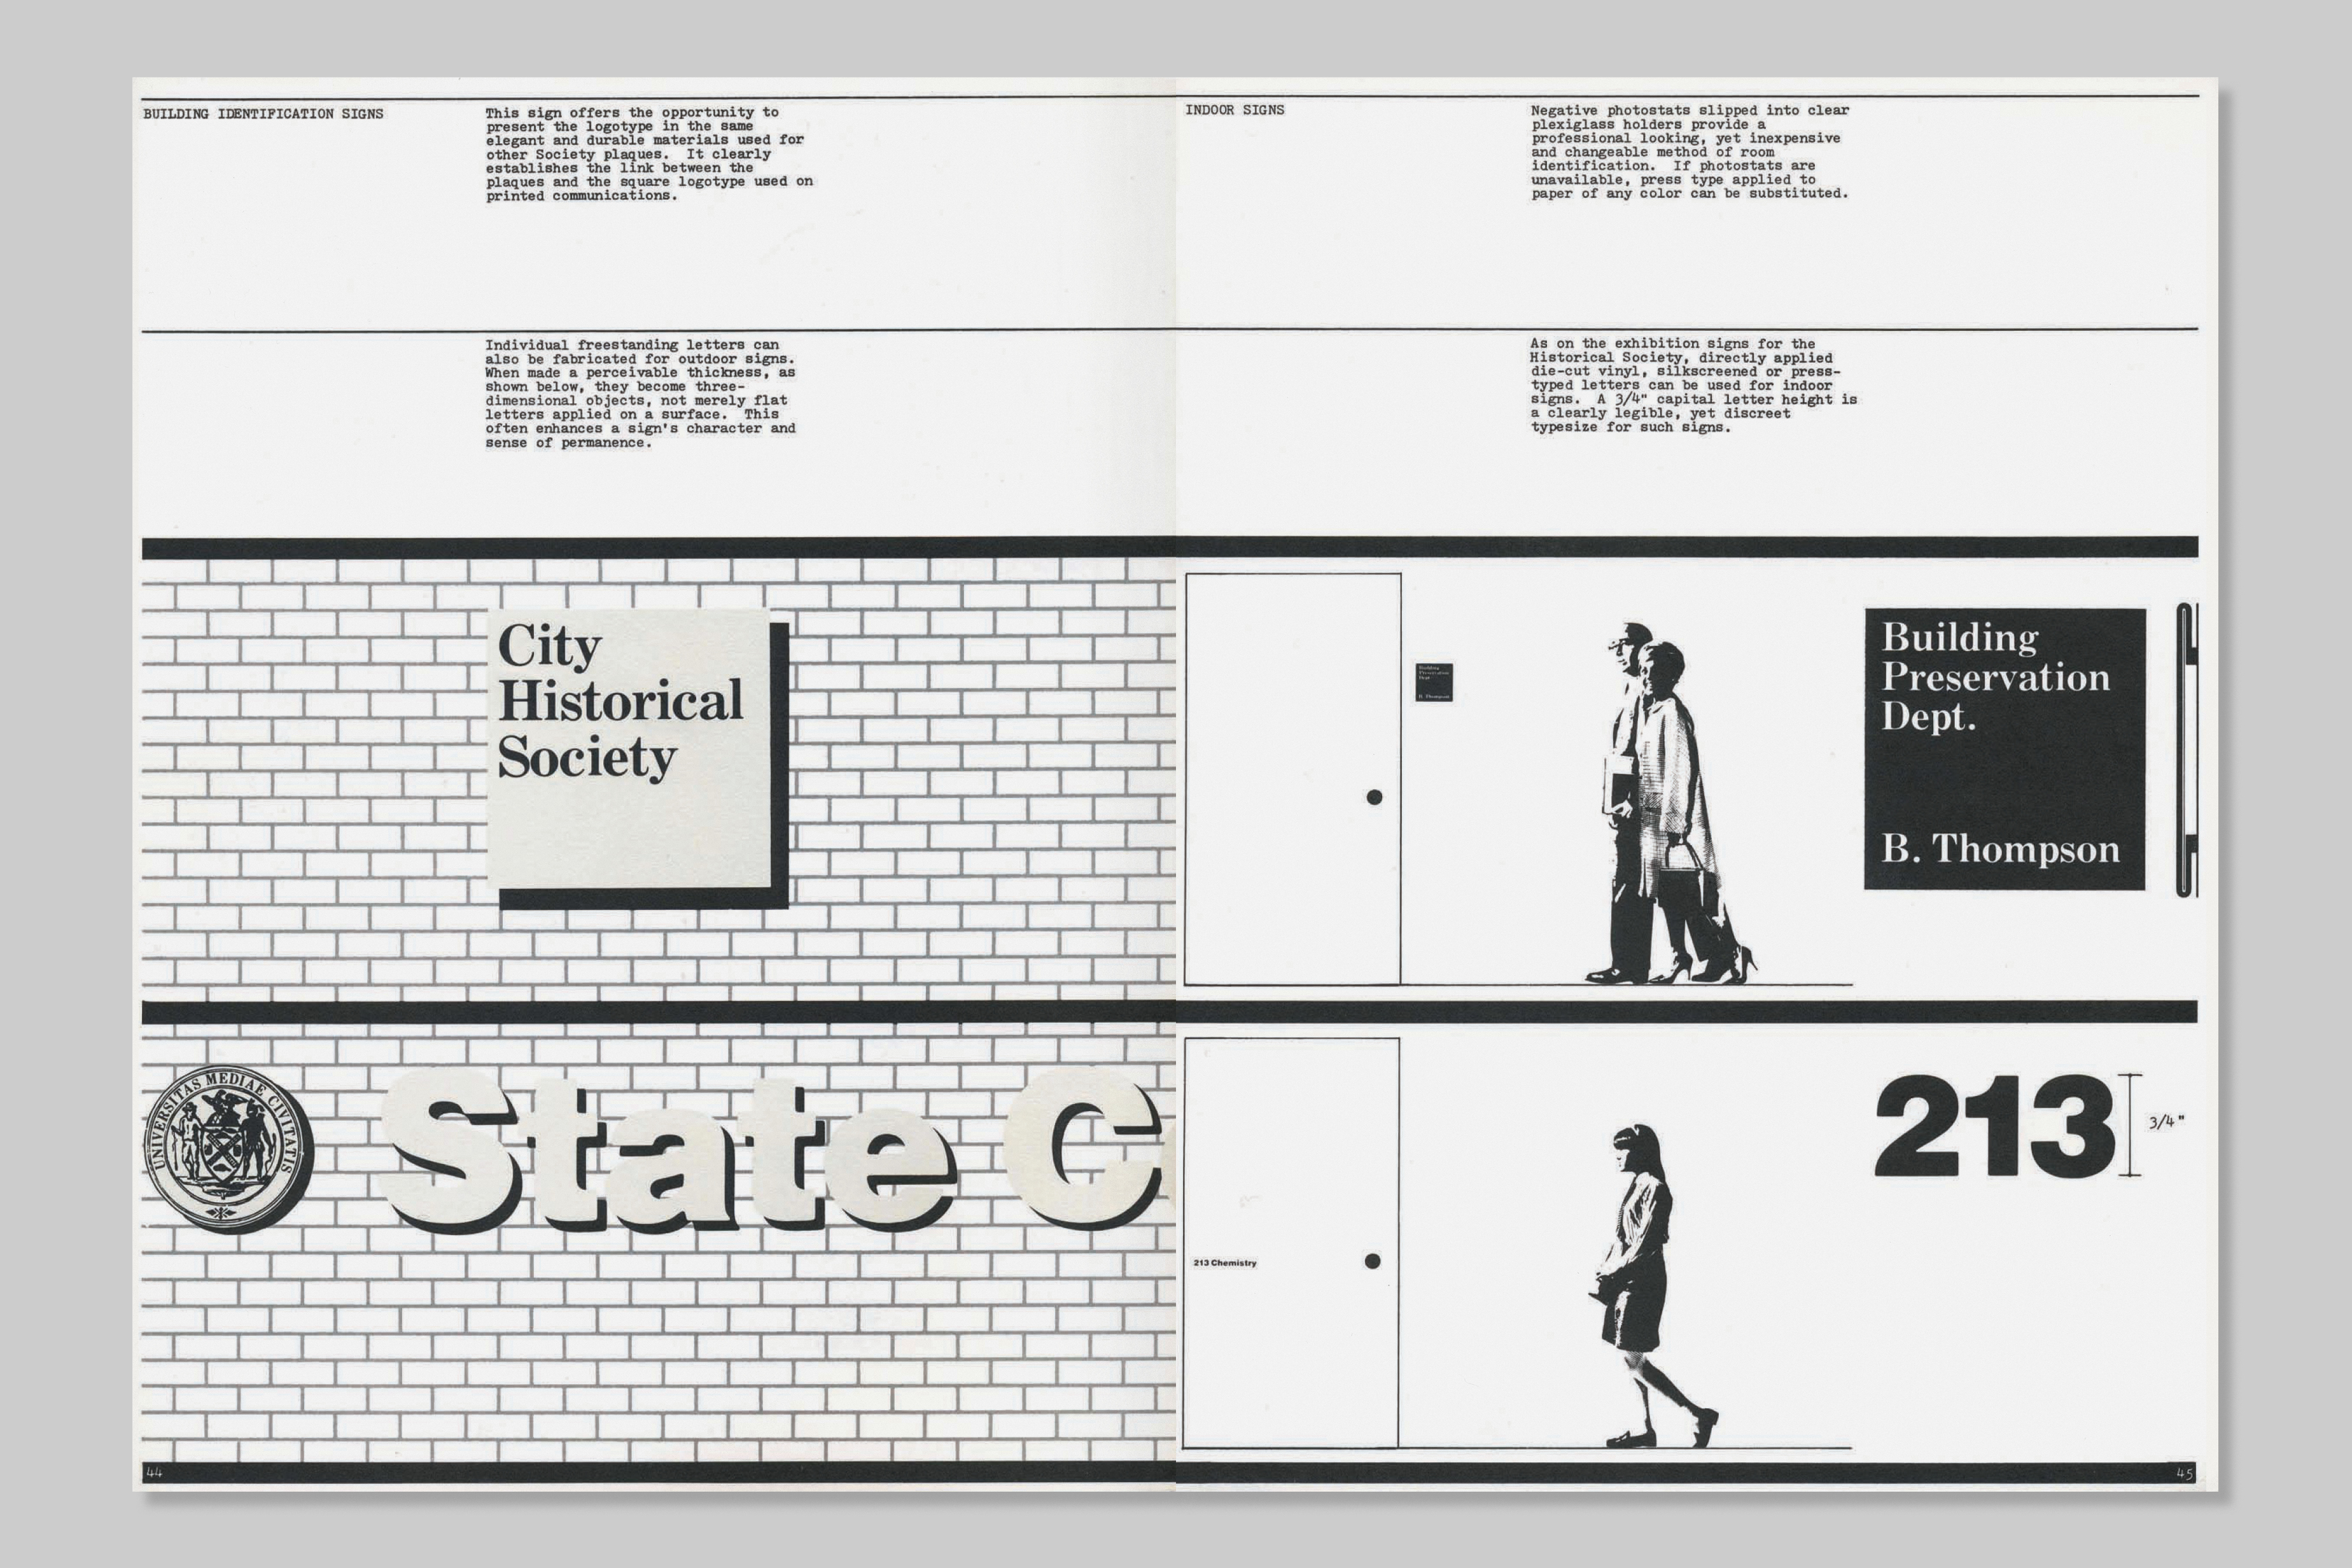 BUILDING IDENTIFICATION SIGNS
This sign offers the opportunity to
present the logotype in the same
elegant and durable materials used for
other Society plaques. It clearly
establishes the link between the
plaques and the square logotype used on
printed communications.
Individual freestanding letters can
also be fabricated for outdoor signs.
When made a perceivable thickness, as
shown below, they become three-
dimensional objects, not merely flat
letters applied on a surface. This
often enhances a sign's character and
sense of permanence.
City
Historical
Society
UNIVERSITAS MEDIAE CIVITATIS
State C
44
INDOOR SIGNS
Negative photostats slipped into clear
plexiglass holders provide a
professional looking, yet inexpensive
and changeable method of room
identification. If photostats are
unavailable, press type applied to
paper of any color can be substituted.
As on the exhibition signs for the
Historical Society, directly applied
die-cut vinyl, silkscreened or press-
typed letters can be used for indoor
signs. A 3/4" capital letter height is
a clearly legible, yet discreet
typesize for such signs.
Building
Preservation
Dept.
B. Thompson
Building
Preservation
Dept.
B. Thompson
213 Chemistry
213
3/4"
45